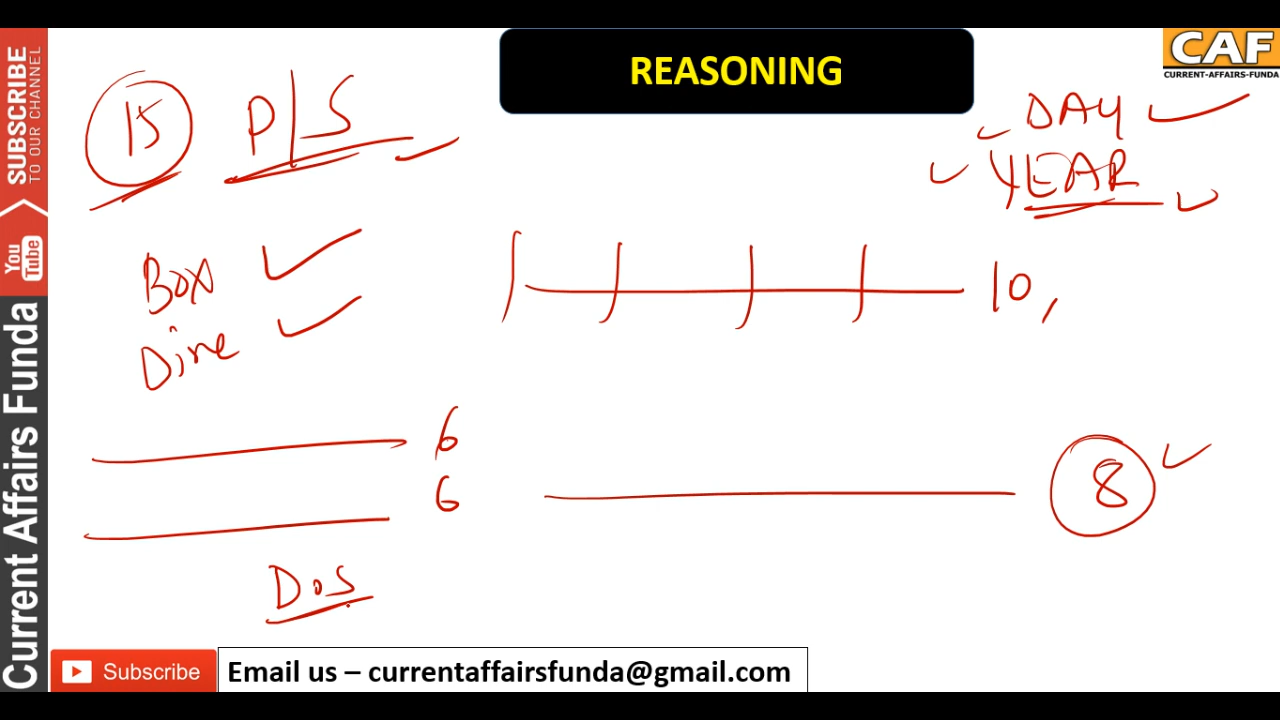 REASONING
CAF
CURRENT-AFFAIRS-FUNDA
SUBSCRIBE
TO OUR CHANNEL
You Tube
Current Affairs Funda
15 P/S
DAY
YEAR
Box
Dire
10,
6
6
8
DOS
Subscribe
Email us – currentaffairsfunda@gmail.com